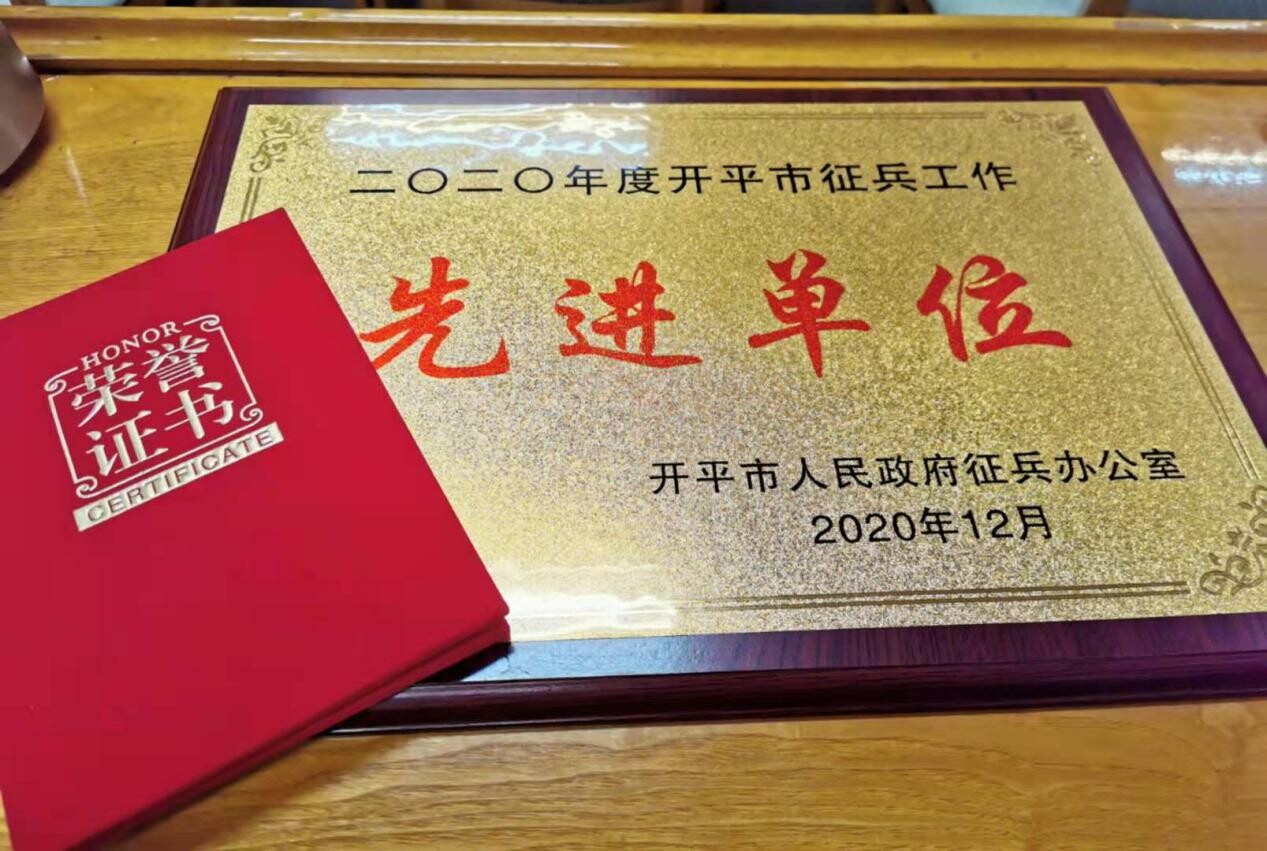 二〇二〇年度开平市征兵工作
先进单位
开平市人民政府征兵办公室
2020年12月
HONOR
荣誉
证书
CERTIFICATE